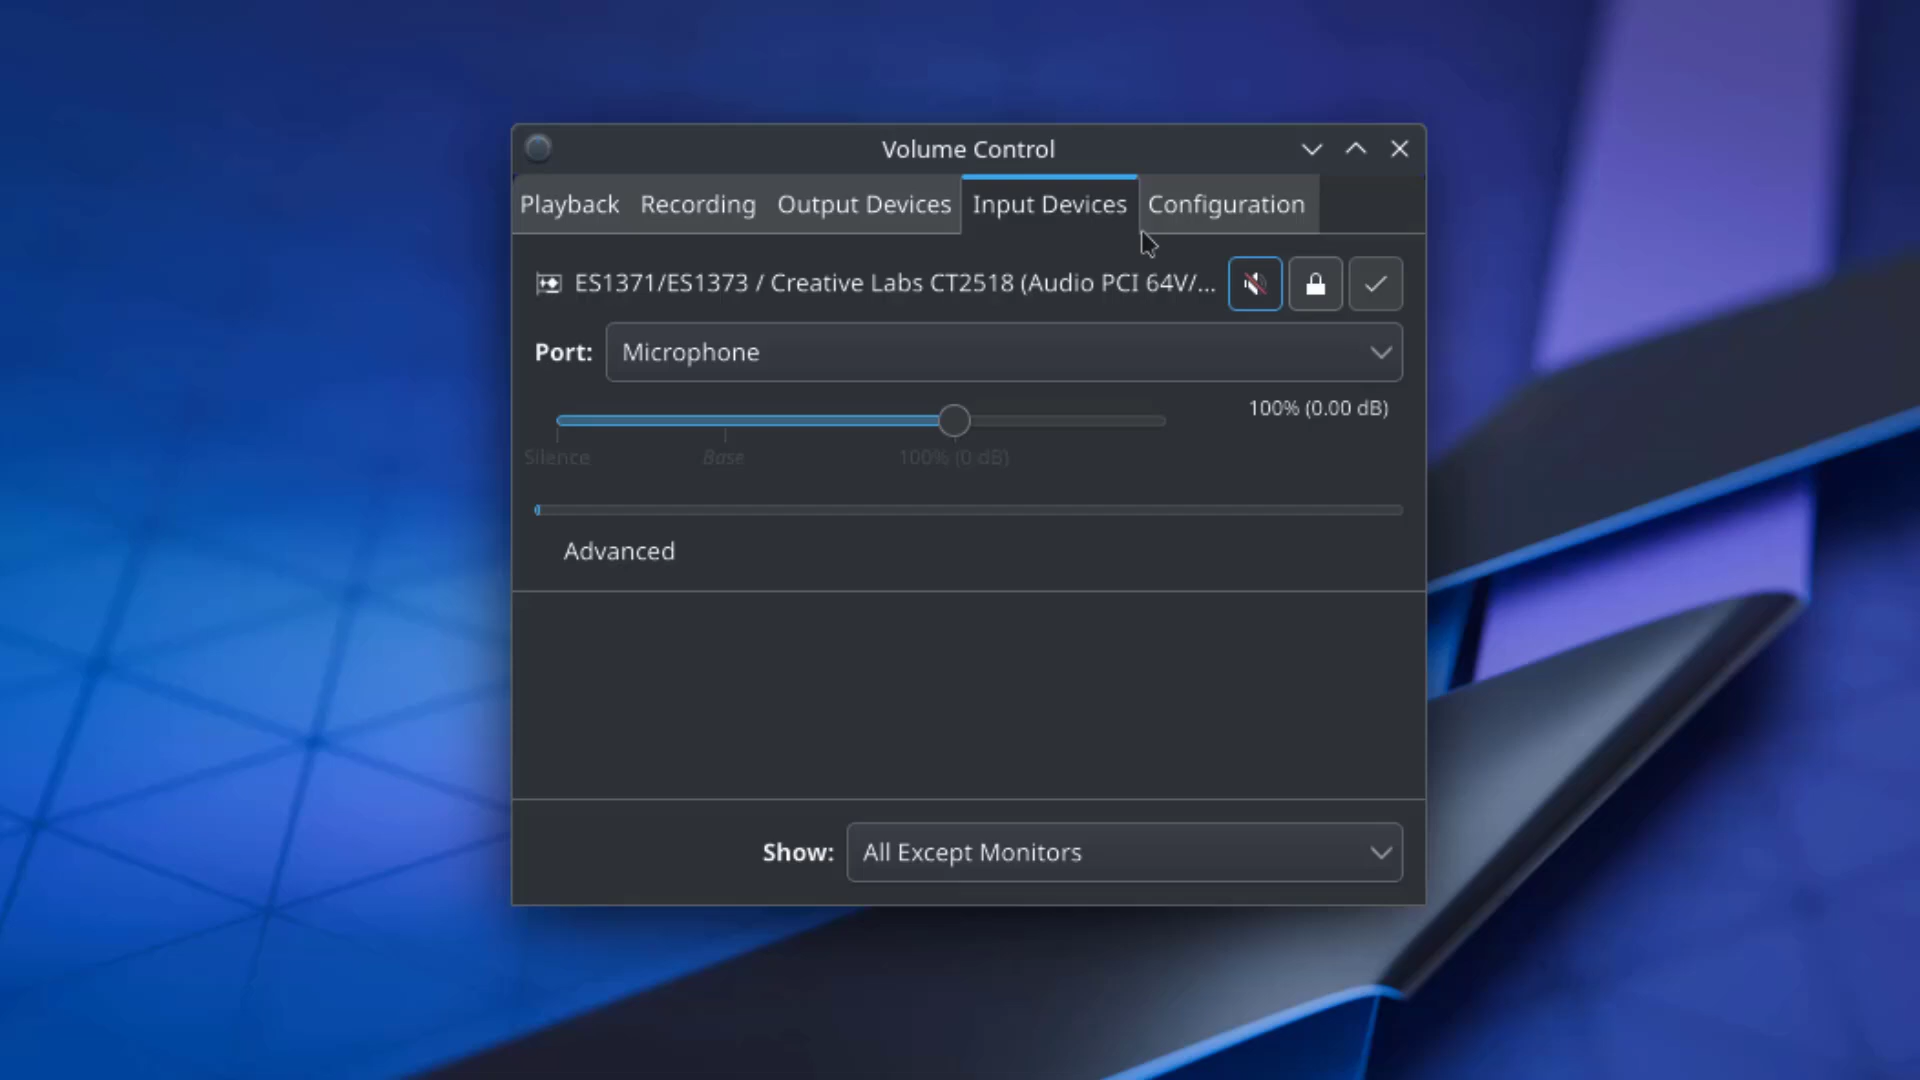 Volume Control
Playback Recording Output Devices Input Devices Configuration
ES1371/ES1373 / Creative Labs CT2518 (Audio PCI 64V/...
Port: Microphone
100% (0.00 dB)
Silence Base 100% (0 dB)
Advanced
Show: All Except Monitors